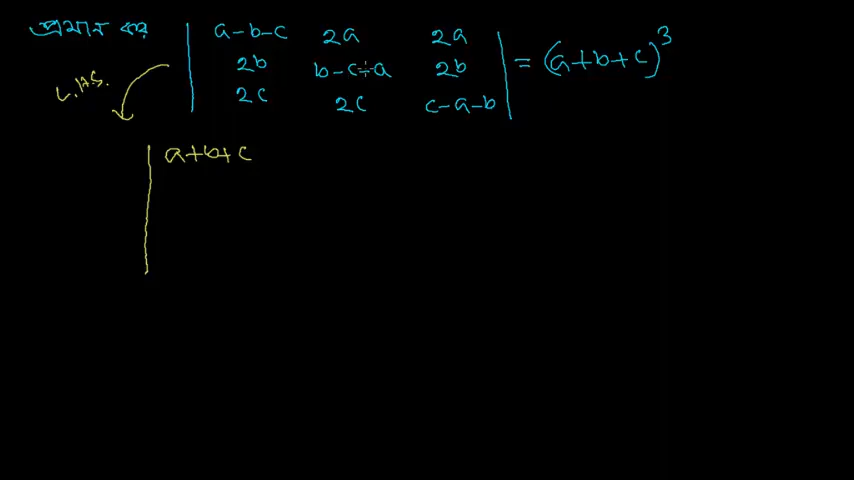 প্রমাণ কর | a-b-c 2a 2a |
| 2b b-c-a 2b | = (a+b+c)³
| 2c 2c c-a-b |
L.H.S.
| a+b+c